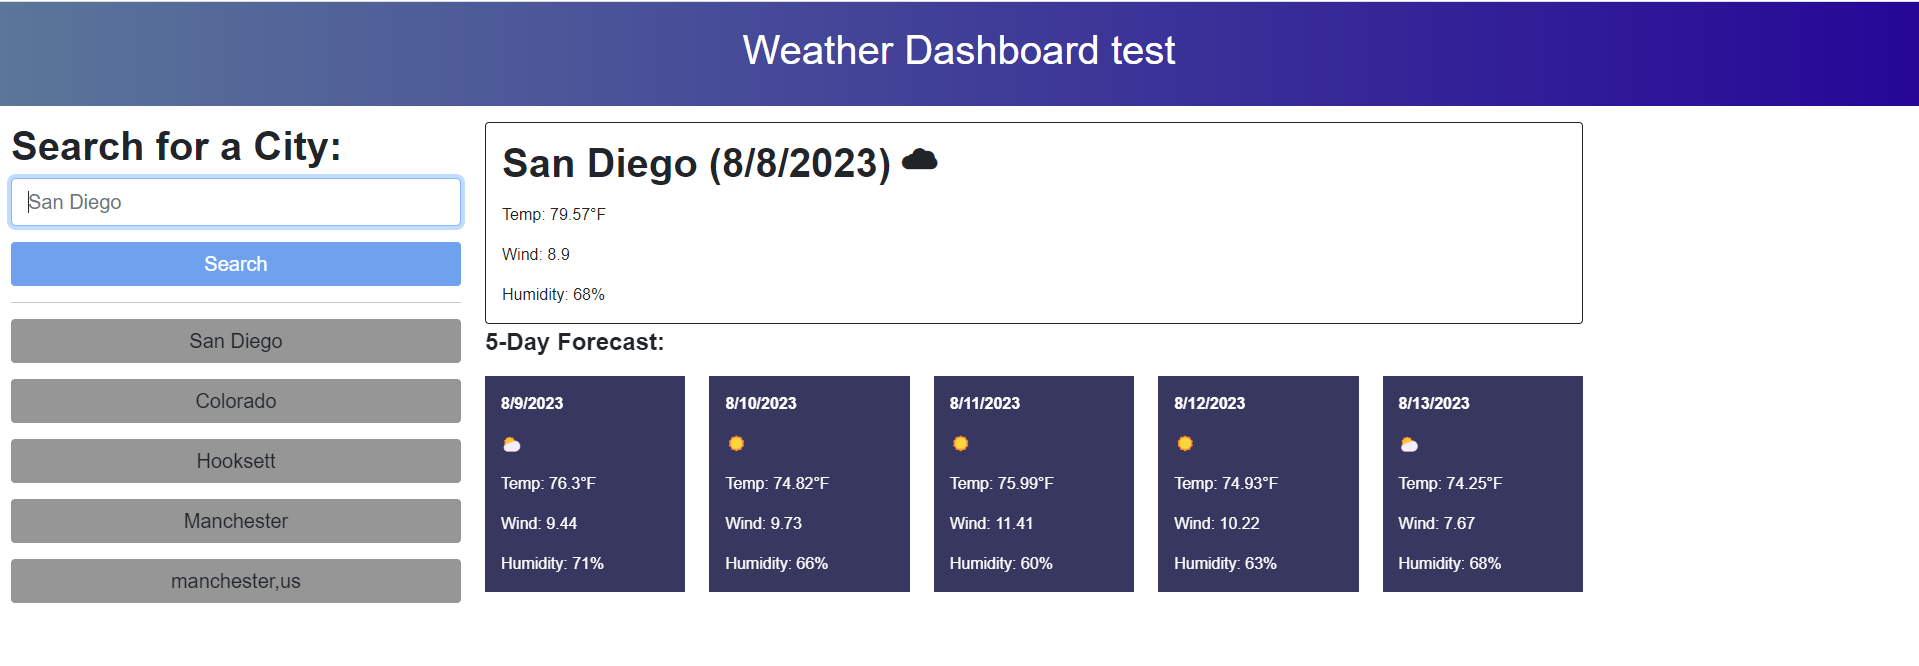 Weather Dashboard test
Search for a City:
San Diego
Search
San Diego
Colorado
Hooksett
Manchester
manchester,us
San Diego (8/8/2023)
Temp: 79.57°F
Wind: 8.9
Humidity: 68%
5-Day Forecast:
8/9/2023
Temp: 76.3°F
Wind: 9.44
Humidity: 71%
8/10/2023
Temp: 74.82°F
Wind: 9.73
Humidity: 66%
8/11/2023
Temp: 75.99°F
Wind: 11.41
Humidity: 60%
8/12/2023
Temp: 74.93°F
Wind: 10.22
Humidity: 63%
8/13/2023
Temp: 74.25°F
Wind: 7.67
Humidity: 68%